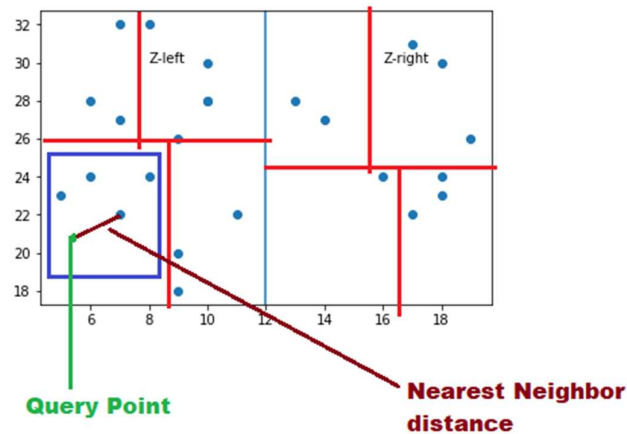 32
30
28
26
24
22
20
18
Z-left
Z-right
6 8 10 12 14 16 18
Query Point
Nearest Neighbor
distance